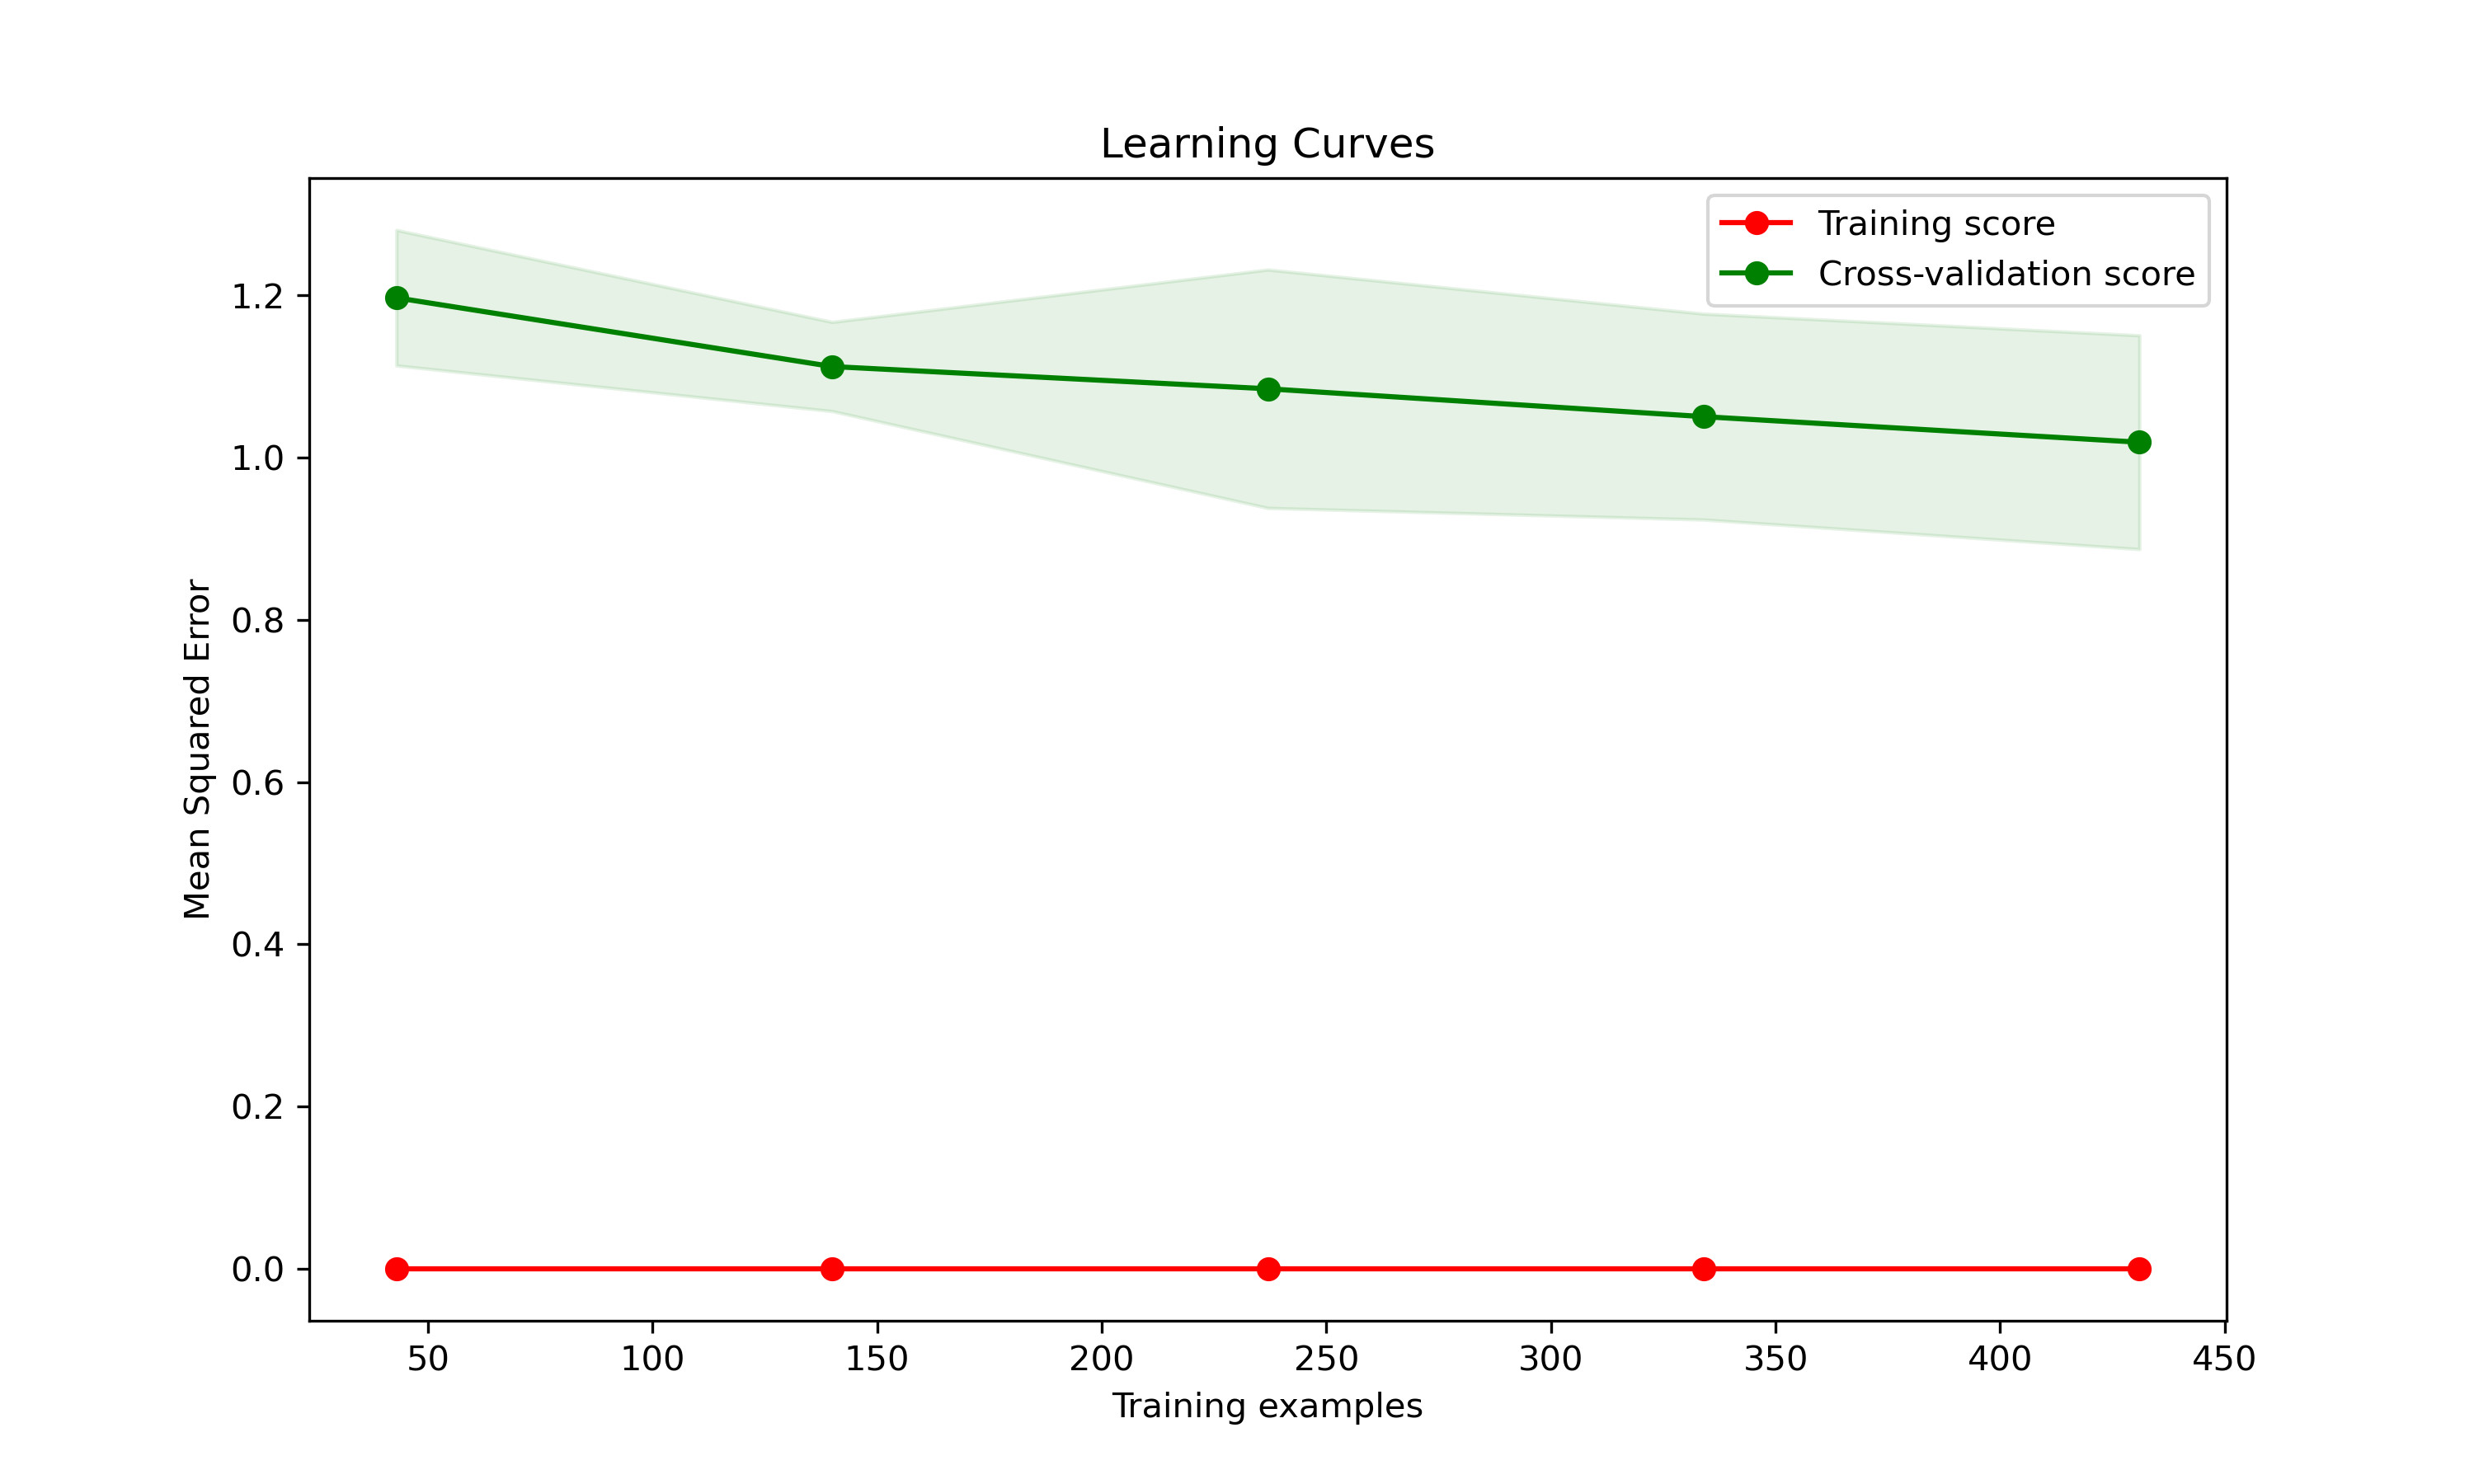 Learning Curves
Training score
Cross-validation score
Mean Squared Error
1.2
1.0
0.8
0.6
0.4
0.2
0.0
50 100 150 200 250 300 350 400 450
Training examples